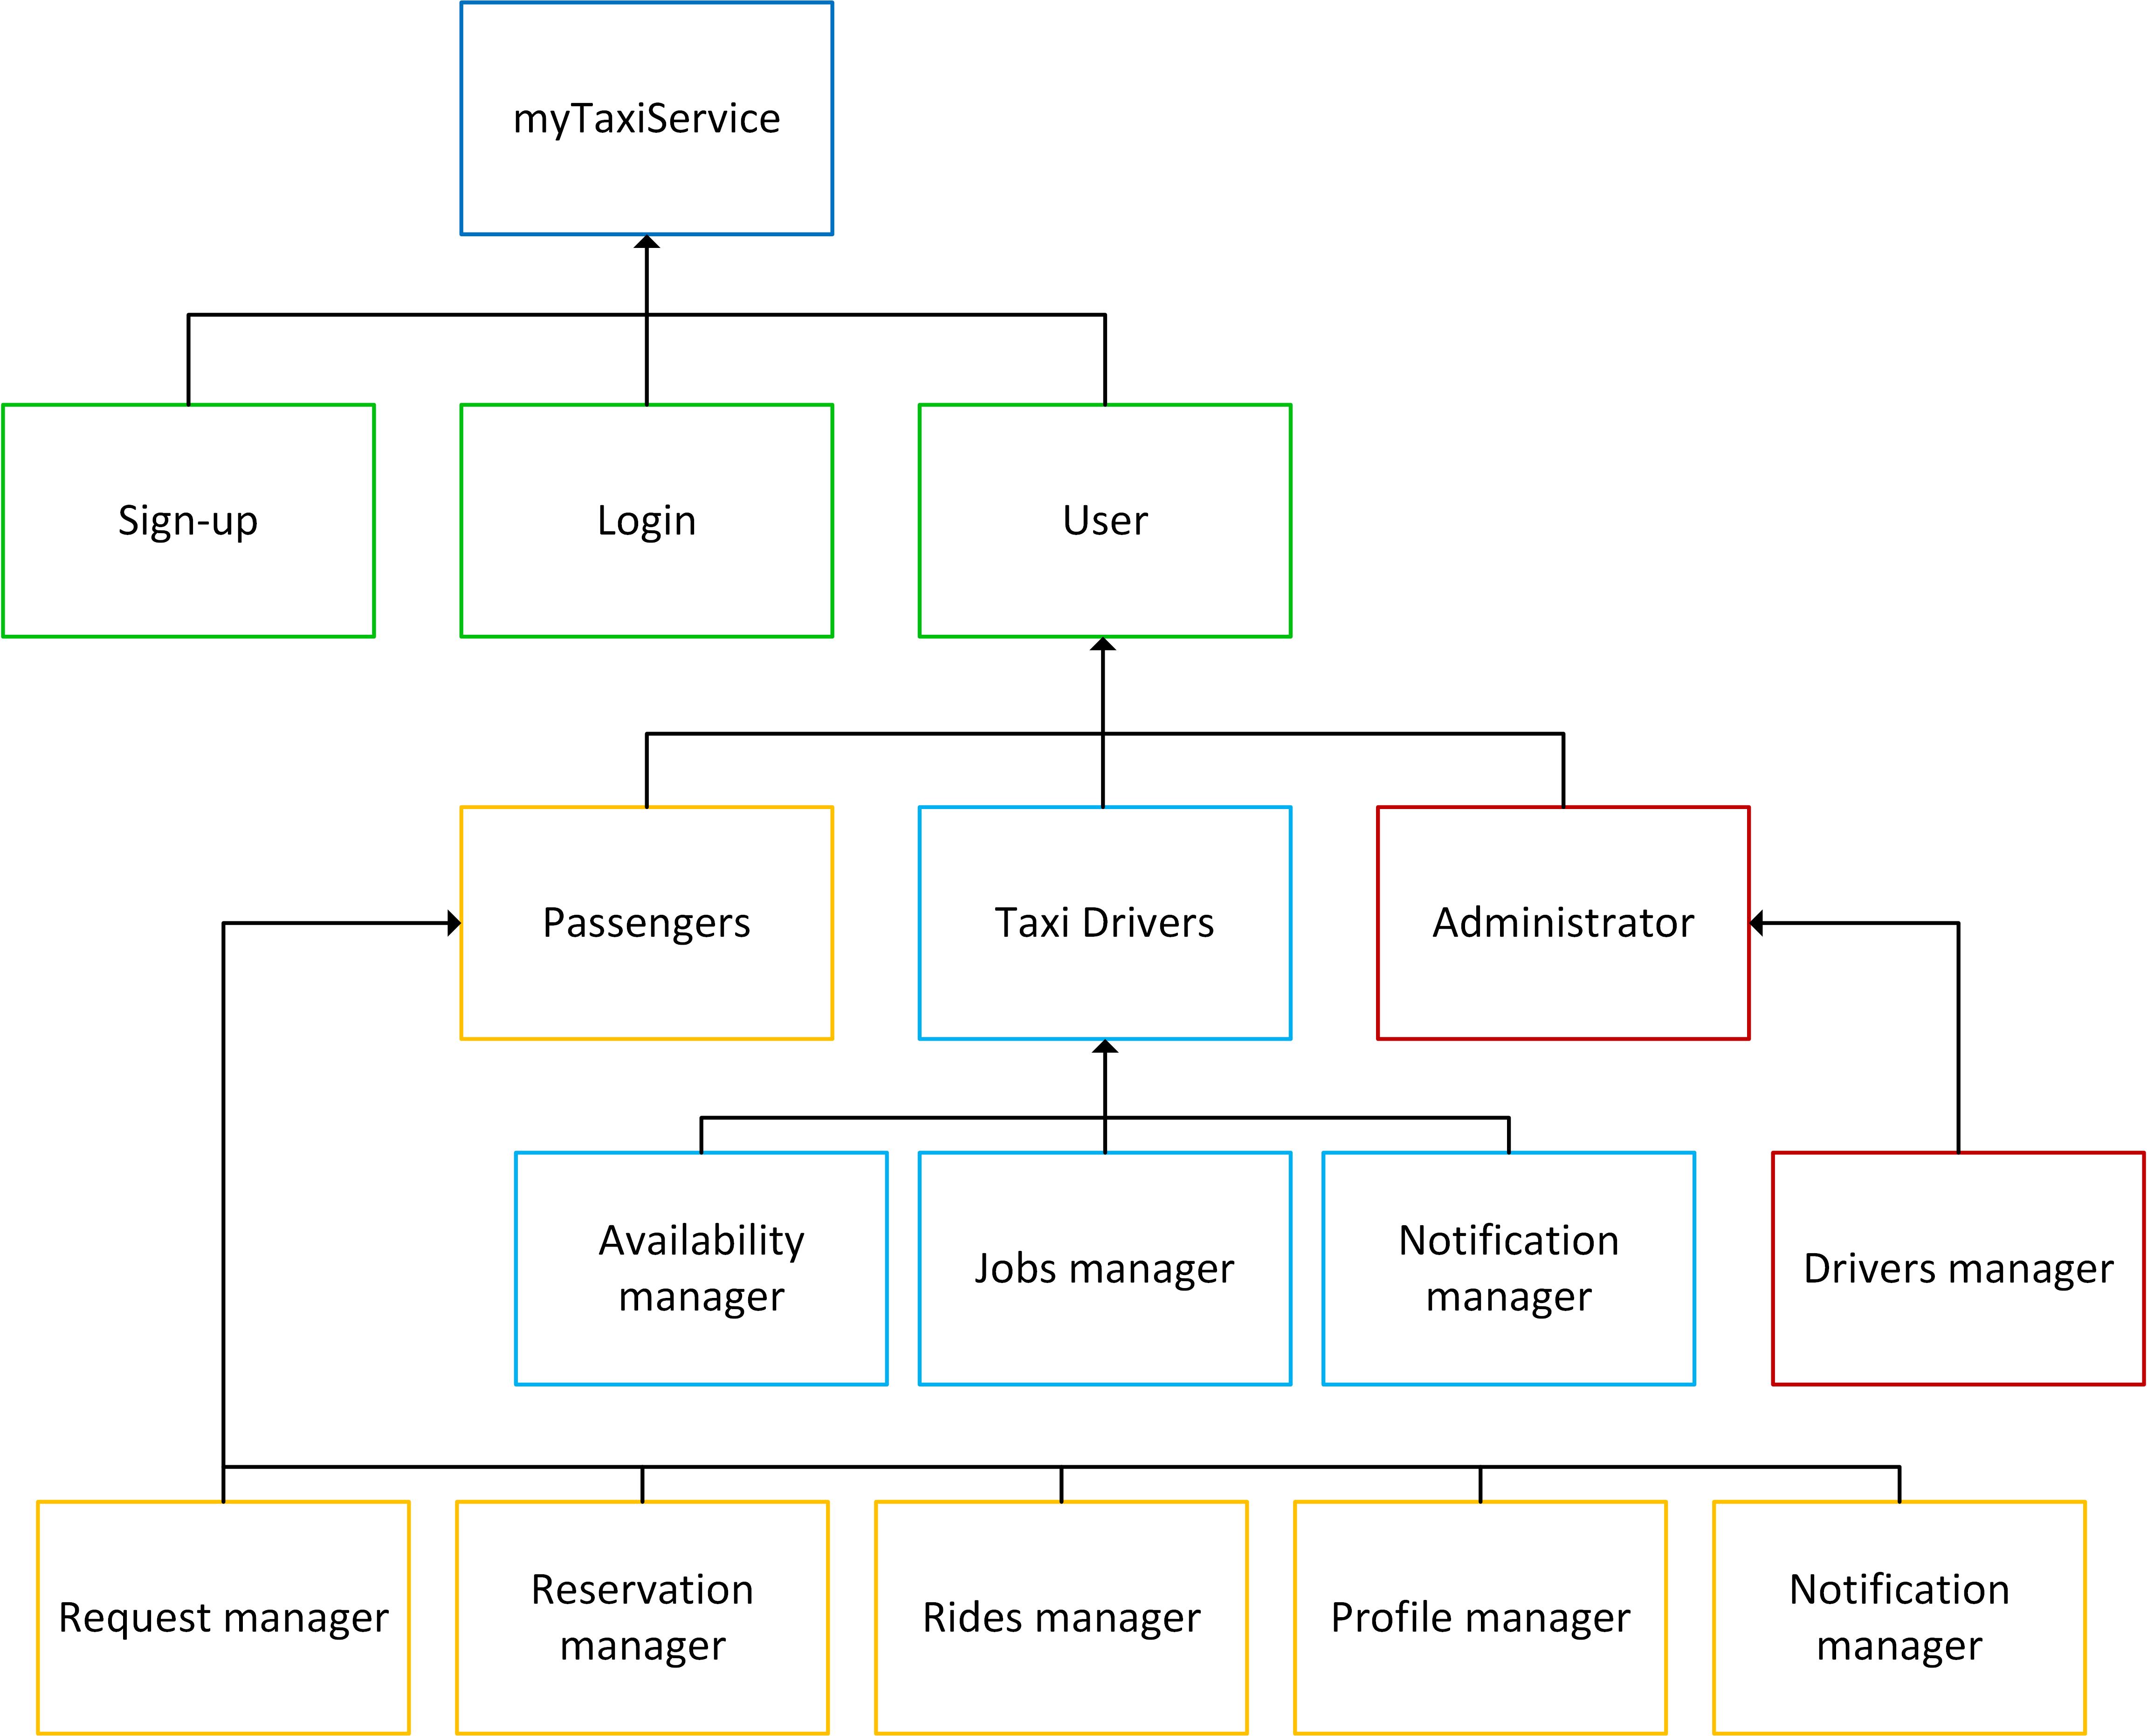 myTaxiService
Sign-up
Login
User
Passengers
Taxi Drivers
Administrator
Availability
manager
Jobs manager
Notification
manager
Drivers manager
Request manager
Reservation
manager
Rides manager
Profile manager
Notification
manager